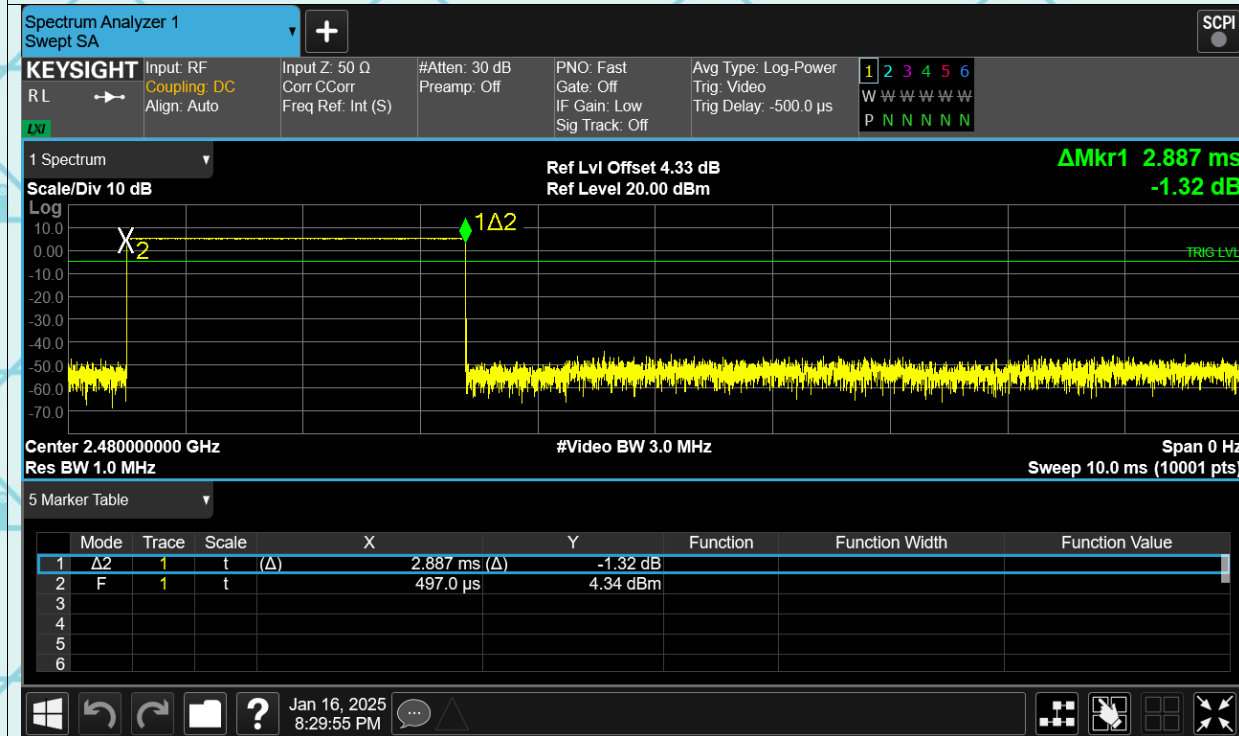 Spectrum Analyzer 1
Swept SA
+
SCPI
KEYSIGHT
RL
LXI
Input: RF
Coupling: DC
Align: Auto
Input Z: 50 Ω
Corr CCorr
Freq Ref: Int (S)
#Atten: 30 dB
Preamp: Off
PNO: Fast
Gate: Off
IF Gain: Low
Sig Track: Off
Avg Type: Log-Power
Trig: Video
Trig Delay: -500.0 µs
1 2 3 4 5 6
W W W W W W
P N N N N N
1 Spectrum
Scale/Div 10 dB
Ref Lvl Offset 4.33 dB
Ref Level 20.00 dBm
ΔMkr1 2.887 ms
-1.32 dB
Log
10.0
0.00
-10.0
-20.0
-30.0
-40.0
-50.0
-60.0
-70.0
X2
1Δ2
TRIG LVL
Center 2.480000000 GHz
#Video BW 3.0 MHz
Span 0 Hz
Res BW 1.0 MHz
Sweep 10.0 ms (10001 pts)
5 Marker Table
Mode Trace Scale X Y Function Function Width Function Value
1 Δ2 1 t (Δ) 2.887 ms (Δ) -1.32 dB
2 F 1 t 497.0 µs 4.34 dBm
3
4
5
6
?
Jan 16, 2025
8:29:55 PM